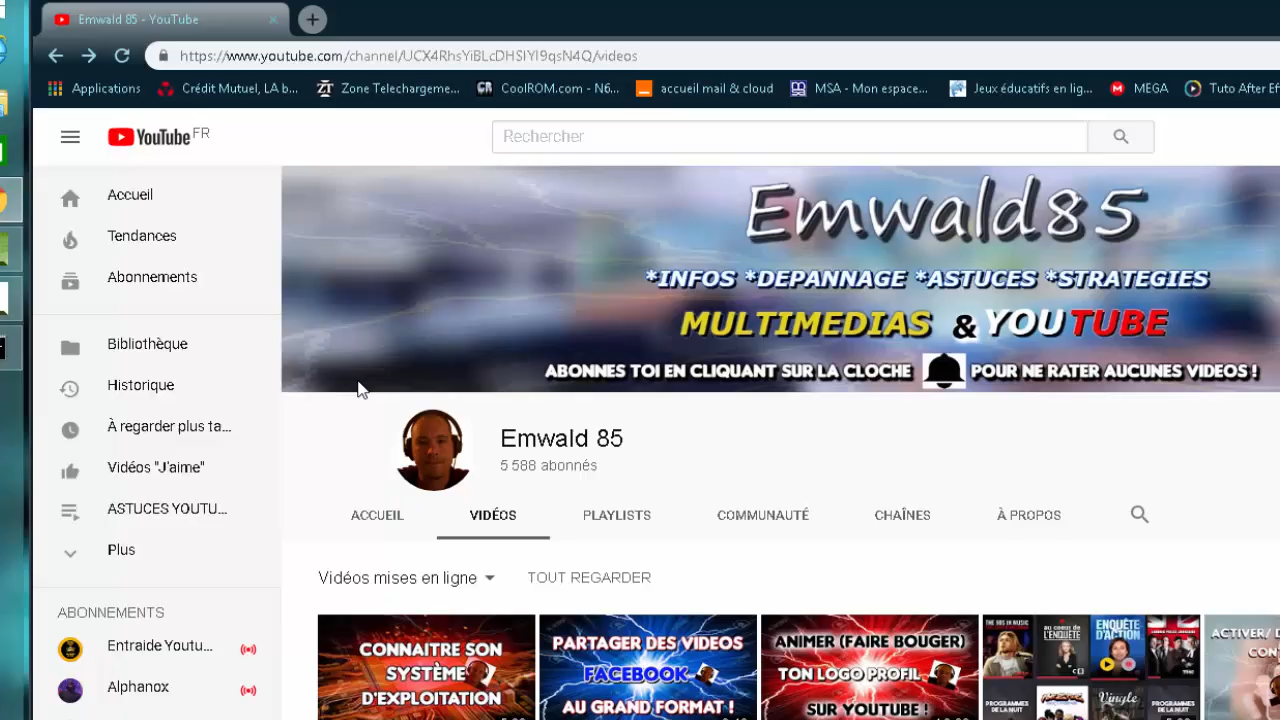 Emwald 85 - YouTube
https://www.youtube.com/channel/UCX4RhsYiBLcDHSlYl9qsN4Q/videos
Applications Crédit Mutuel, LA b... ZT Zone Telechargeme... CR CoolROM.com - N6... accueil mail & cloud MSA - Mon espace... Jeux éducatifs en lig... M MEGA Tuto After Ef
YouTube FR
Rechercher
Accueil
Tendances
Abonnements
Bibliothèque
Historique
À regarder plus ta...
Vidéos "J'aime"
ASTUCES YOUTU...
Plus
ABONNEMENTS
Entraide Youtu...
Alphanox
Emwald85
*INFOS *DEPANNAGE *ASTUCES *STRATEGIES
MULTIMEDIAS & YOUTUBE
ABONNES TOI EN CLIQUANT SUR LA CLOCHE POUR NE RATER AUCUNES VIDEOS !
Emwald 85
5 588 abonnés
ACCUEIL VIDÉOS PLAYLISTS COMMUNAUTÉ CHAÎNES À PROPOS
Vidéos mises en ligne TOUT REGARDER
CONNAITRE SON
SYSTÈME
D'EXPLOITATION
PARTAGER DES VIDEOS
FACEBOOK
AU GRAND FORMAT !
ANIMER (FAIRE BOUGER)
TON LOGO PROFIL
SUR YOUTUBE !
AU COEUR DE
L'ENQUÊTE
ENQUÊTE
D'ACTION
PROGRAMMES
DE LA NUIT
Vingle
PROGRAMMES
DE LA NUIT
ACTIVER/ D
CON